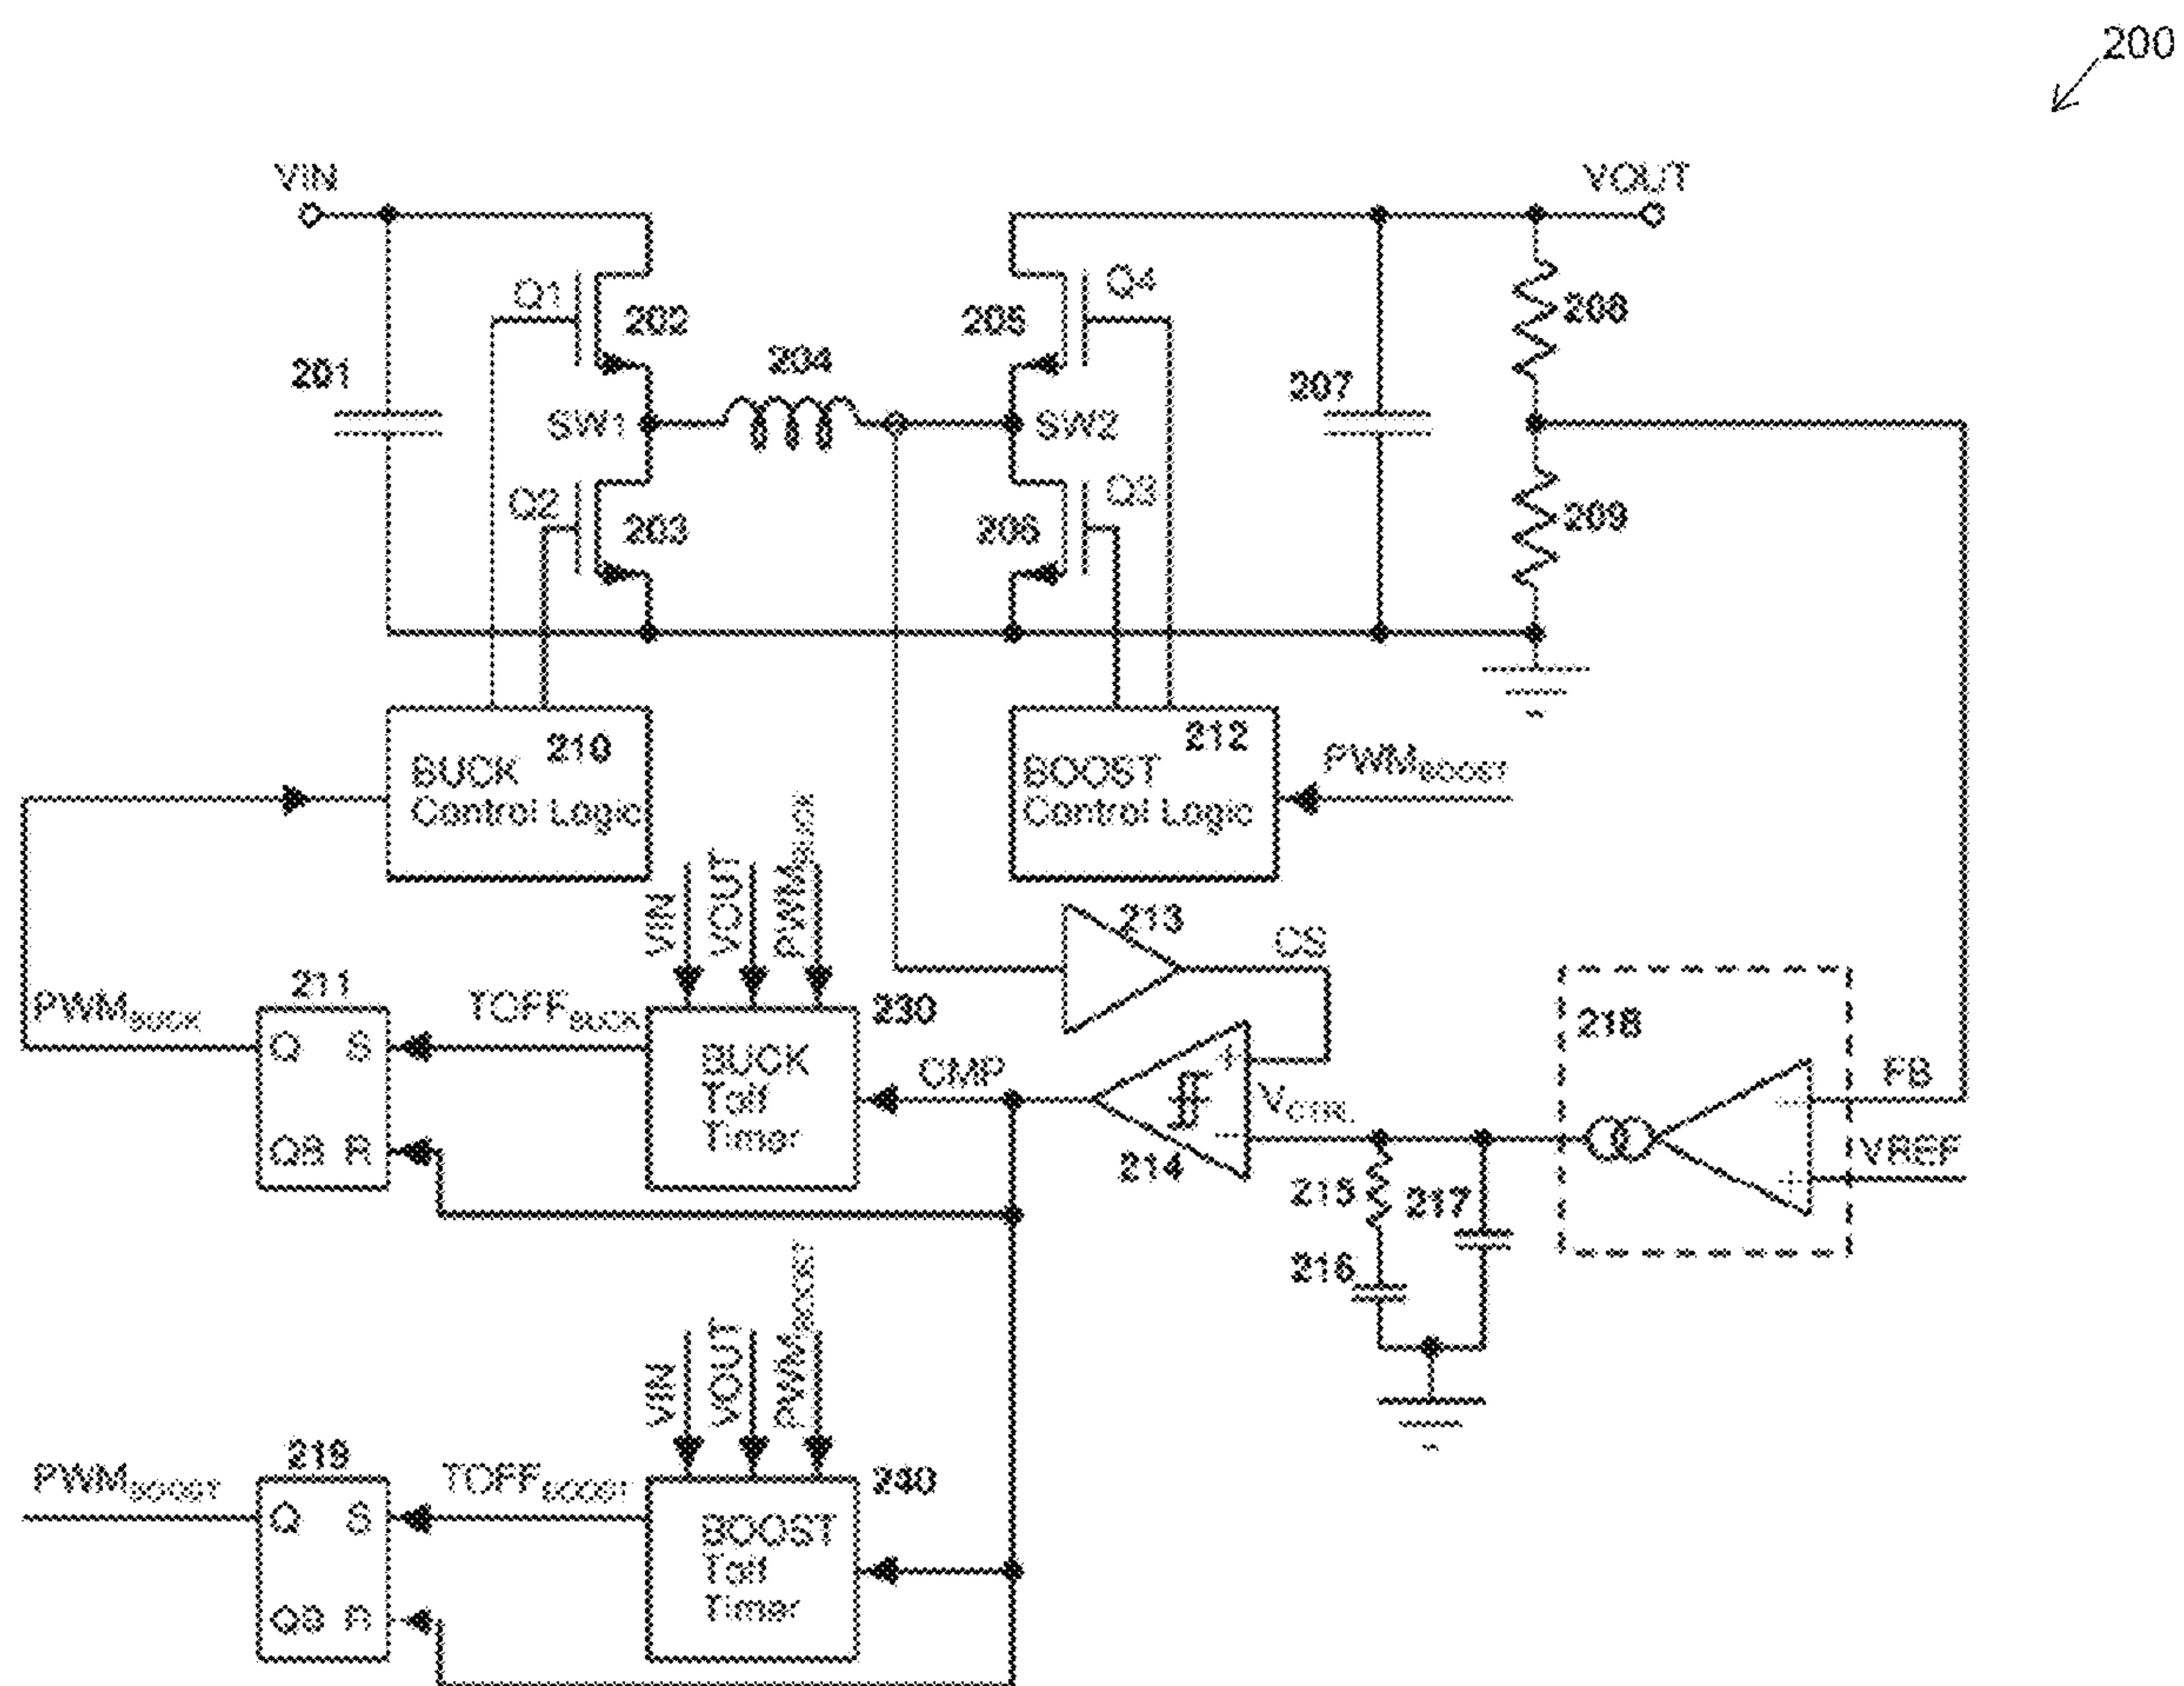 200
VIN
VOUT
Q1
202
Q4
205
208
201
204
207
SW1
SW2
Q2
203
Q3
206
209
210
BUCK
Control Logic
212
BOOST
Control Logic
PWMBOOST
VIN
VOUT
PWMBUCK
213
CS
211
PWMBUCK
Q S
QB R
TOFFBUCK
230
BUCK
Toff
Timer
CMP
+
VCTRL
-
214
218
FB
-
VREF
+
215
217
216
VIN
VOUT
PWMBOOST
219
PWMBOOST
Q S
QB R
TOFFBOOST
240
BOOST
Toff
Timer